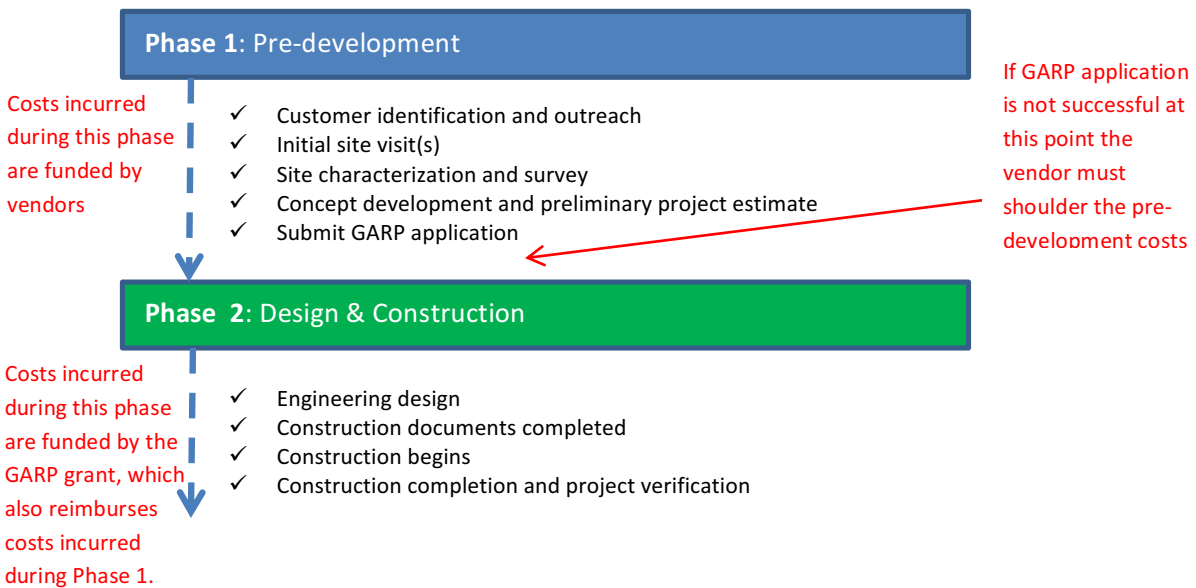 Phase 1: Pre-development
Costs incurred
during this phase
are funded by
vendors
✓ Customer identification and outreach
✓ Initial site visit(s)
✓ Site characterization and survey
✓ Concept development and preliminary project estimate
✓ Submit GARP application
If GARP application
is not successful at
this point the
vendor must
shoulder the pre-
development costs
Phase 2: Design & Construction
Costs incurred
during this phase
are funded by the
GARP grant, which
also reimburses
costs incurred
during Phase 1.
✓ Engineering design
✓ Construction documents completed
✓ Construction begins
✓ Construction completion and project verification